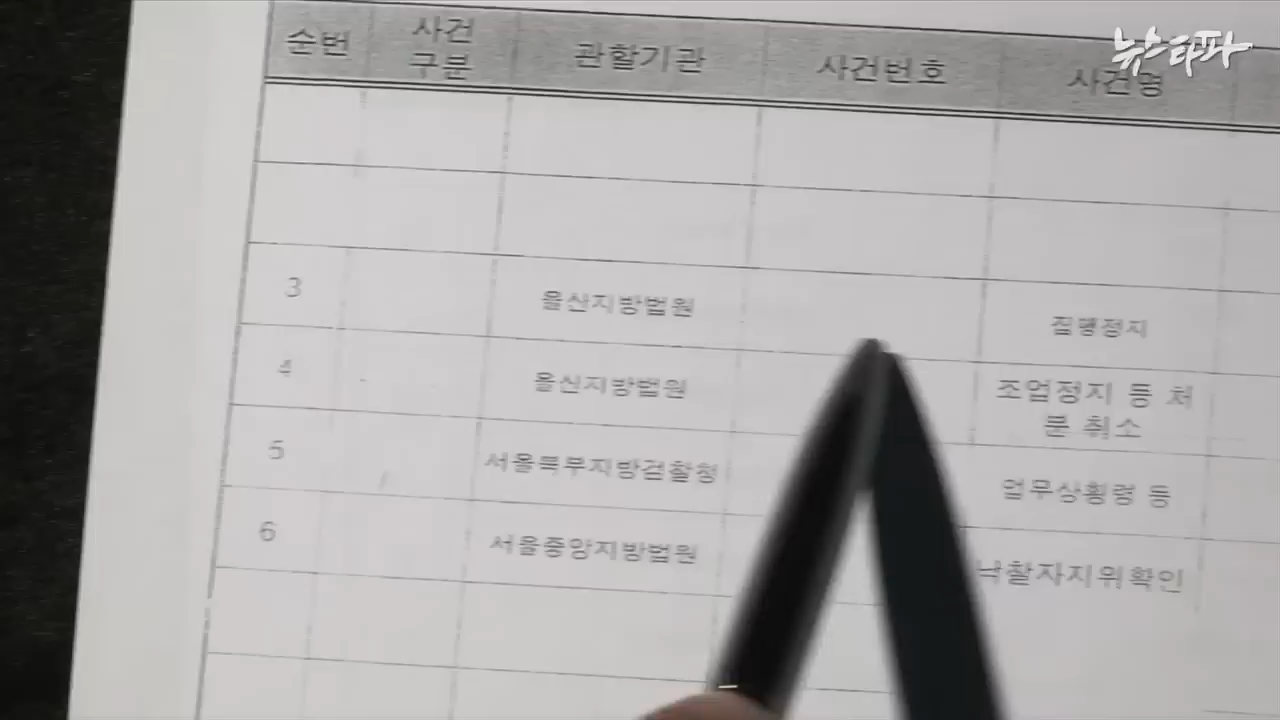 뉴스타파
순번 사건 구분 관할기관 사건번호 사건명
3 울산지방법원 집행정지
4 울산지방법원 조업정지 등 처
분 취소
5 서울북부지방검찰청 업무상횡령 등
6 서울중앙지방법원 낙찰자지위확인